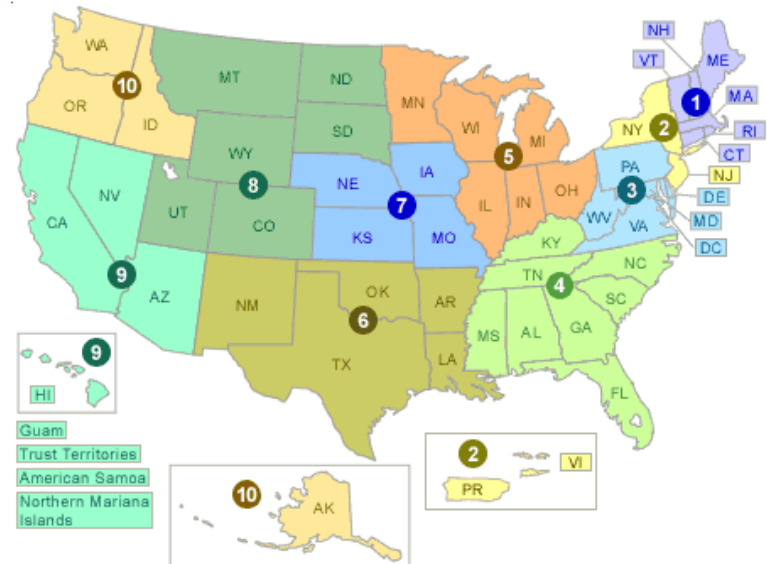 NH
ME
VT
WA
MT
ND
MN
10
1
MA
OR
ID
SD
WI
MI
NY
2
RI
5
CT
WY
8
NE
IA
PA
NJ
NV
7
3
DE
UT
CO
IL
IN
OH
WV
MD
CA
KS
MO
VA
DC
KY
9
AZ
NM
OK
AR
TN
4
NC
6
SC
MS
AL
GA
TX
LA
9
HI
FL
Guam
Trust Territories
American Samoa
Northern Mariana
Islands
10
AK
2
VI
PR